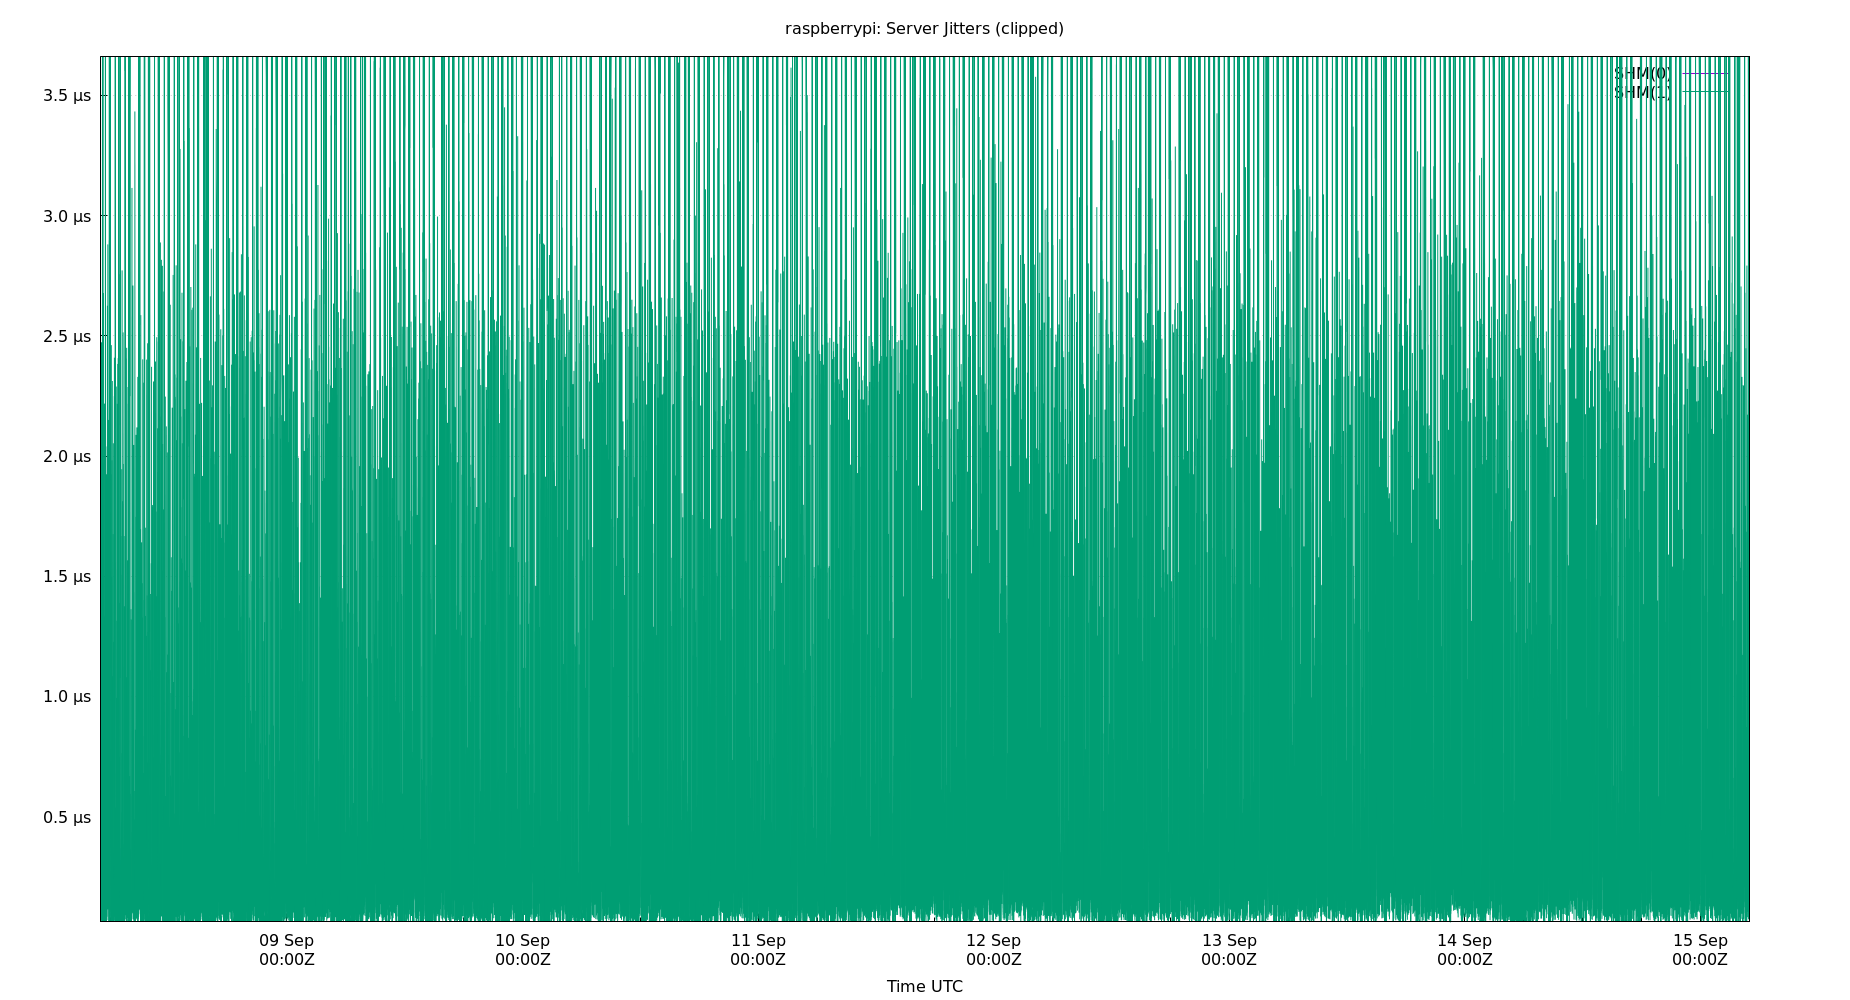 raspberrypi: Server Jitters (clipped)
SHM(0)
SHM(1)
3.5 µs
3.0 µs
2.5 µs
2.0 µs
1.5 µs
1.0 µs
0.5 µs
09 Sep 10 Sep 11 Sep 12 Sep 13 Sep 14 Sep 15 Sep
00:00Z 00:00Z 00:00Z 00:00Z 00:00Z 00:00Z 00:00Z
Time UTC